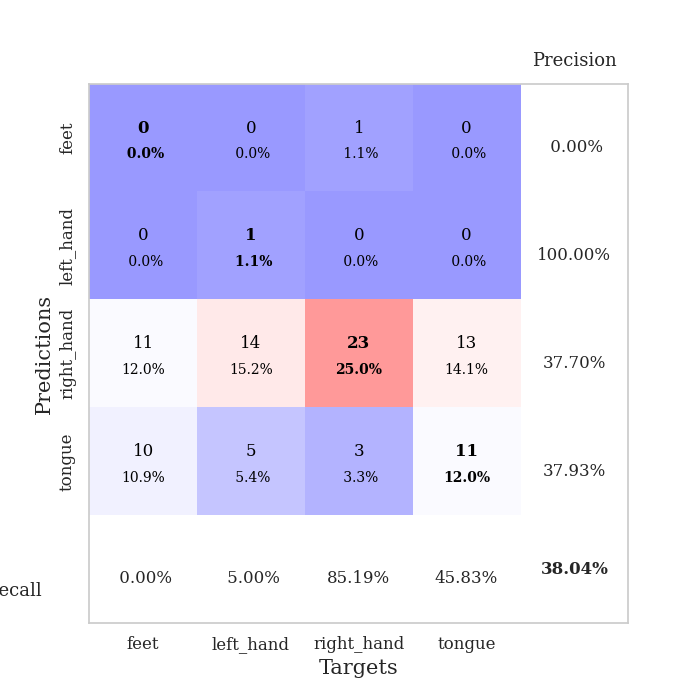 Precision
feet
0 0 1 0
0.0% 0.0% 1.1% 0.0%
0.00%
left_hand
0 1 0 0
0.0% 1.1% 0.0% 0.0%
100.00%
Predictions
right_hand
11 14 23 13
12.0% 15.2% 25.0% 14.1%
37.70%
tongue
10 5 3 11
10.9% 5.4% 3.3% 12.0%
37.93%
ecall
0.00% 5.00% 85.19% 45.83%
38.04%
feet left_hand right_hand tongue
Targets